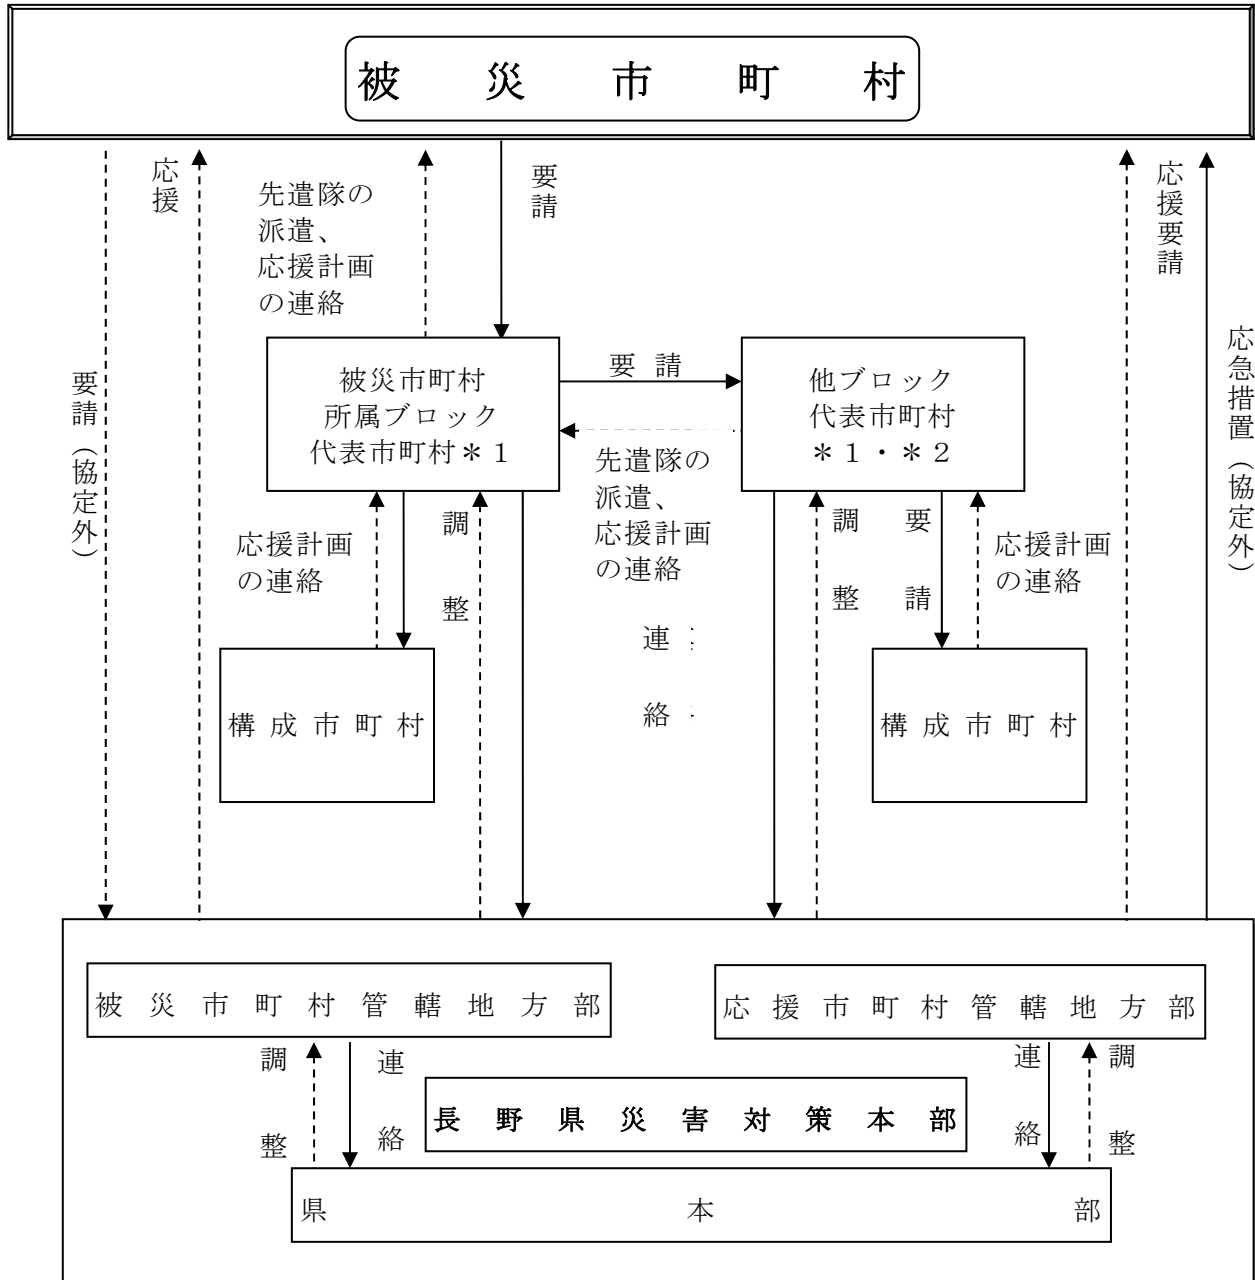 被災市町村
応援
先遣隊の
派遣、
応援計画
の連絡
要請
応援要請
要請（協定外）
応急措置（協定外）
被災市町村
所属ブロック
代表市町村＊１
要請
他ブロック
代表市町村
＊１・＊２
先遣隊の
派遣、
応援計画
の連絡
応援計画
の連絡
調整
調整
要請
応援計画
の連絡
連絡
構成市町村
構成市町村
被災市町村管轄地方部
応援市町村管轄地方部
調整
連絡
連絡
調整
長野県災害対策本部
県本部